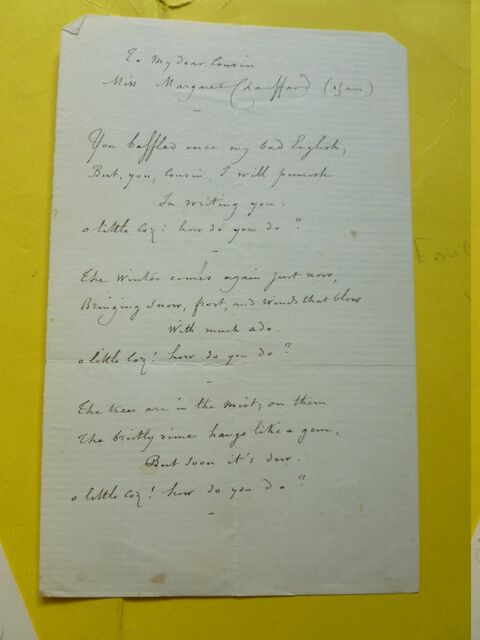 To my dear Cousin
Miss Margaret
You baffled once my bad English,
But, you, Cousin, I will punish
In writing you.
o little Coz! how do you do?
The Winter comes again just now,
Bringing snow, frost, and winds that blow
With much ado.
o little Coz! how do you do?
The trees are in the mist; on them
The brittly rime hangs like a gem,
But soon it's dew.
o little Coz! how do you do?